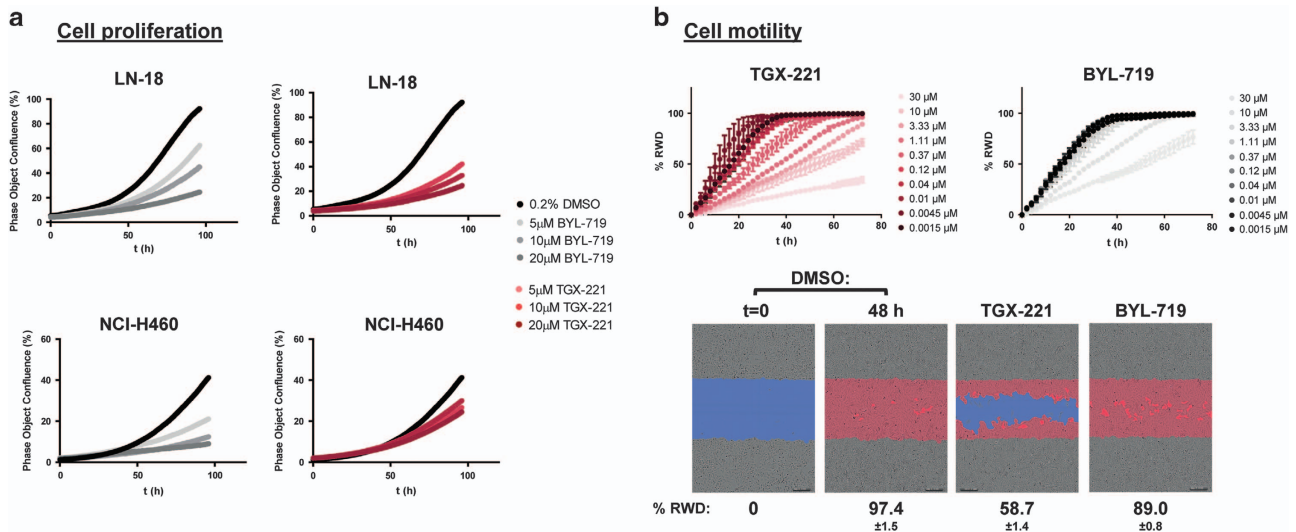 a
Cell proliferation
LN-18
Phase Object Confluence (%)
100
80
60
40
20
0
0
50
100
t (h)
LN-18
Phase Object Confluence (%)
100
80
60
40
20
0
0
50
100
t (h)
0.2% DMSO
5μM BYL-719
10μM BYL-719
20μM BYL-719
5μM TGX-221
10μM TGX-221
20μM TGX-221
NCI-H460
Phase Object Confluence (%)
60
40
20
0
0
50
100
t (h)
NCI-H460
Phase Object Confluence (%)
60
40
20
0
0
50
100
t (h)
b
Cell motility
TGX-221
% RWD
100
50
0
0
20
40
60
80
t (h)
30 μM
10 μM
3.33 μM
1.11 μM
0.37 μM
0.12 μM
0.04 μM
0.01 μM
0.0045 μM
0.0015 μM
BYL-719
% RWD
100
50
0
0
20
40
60
80
t (h)
30 μM
10 μM
3.33 μM
1.11 μM
0.37 μM
0.12 μM
0.04 μM
0.01 μM
0.0045 μM
0.0015 μM
DMSO:
t=0 48 h TGX-221 BYL-719
% RWD: 0 97.4 58.7 89.0
±1.5 ±1.4 ±0.8